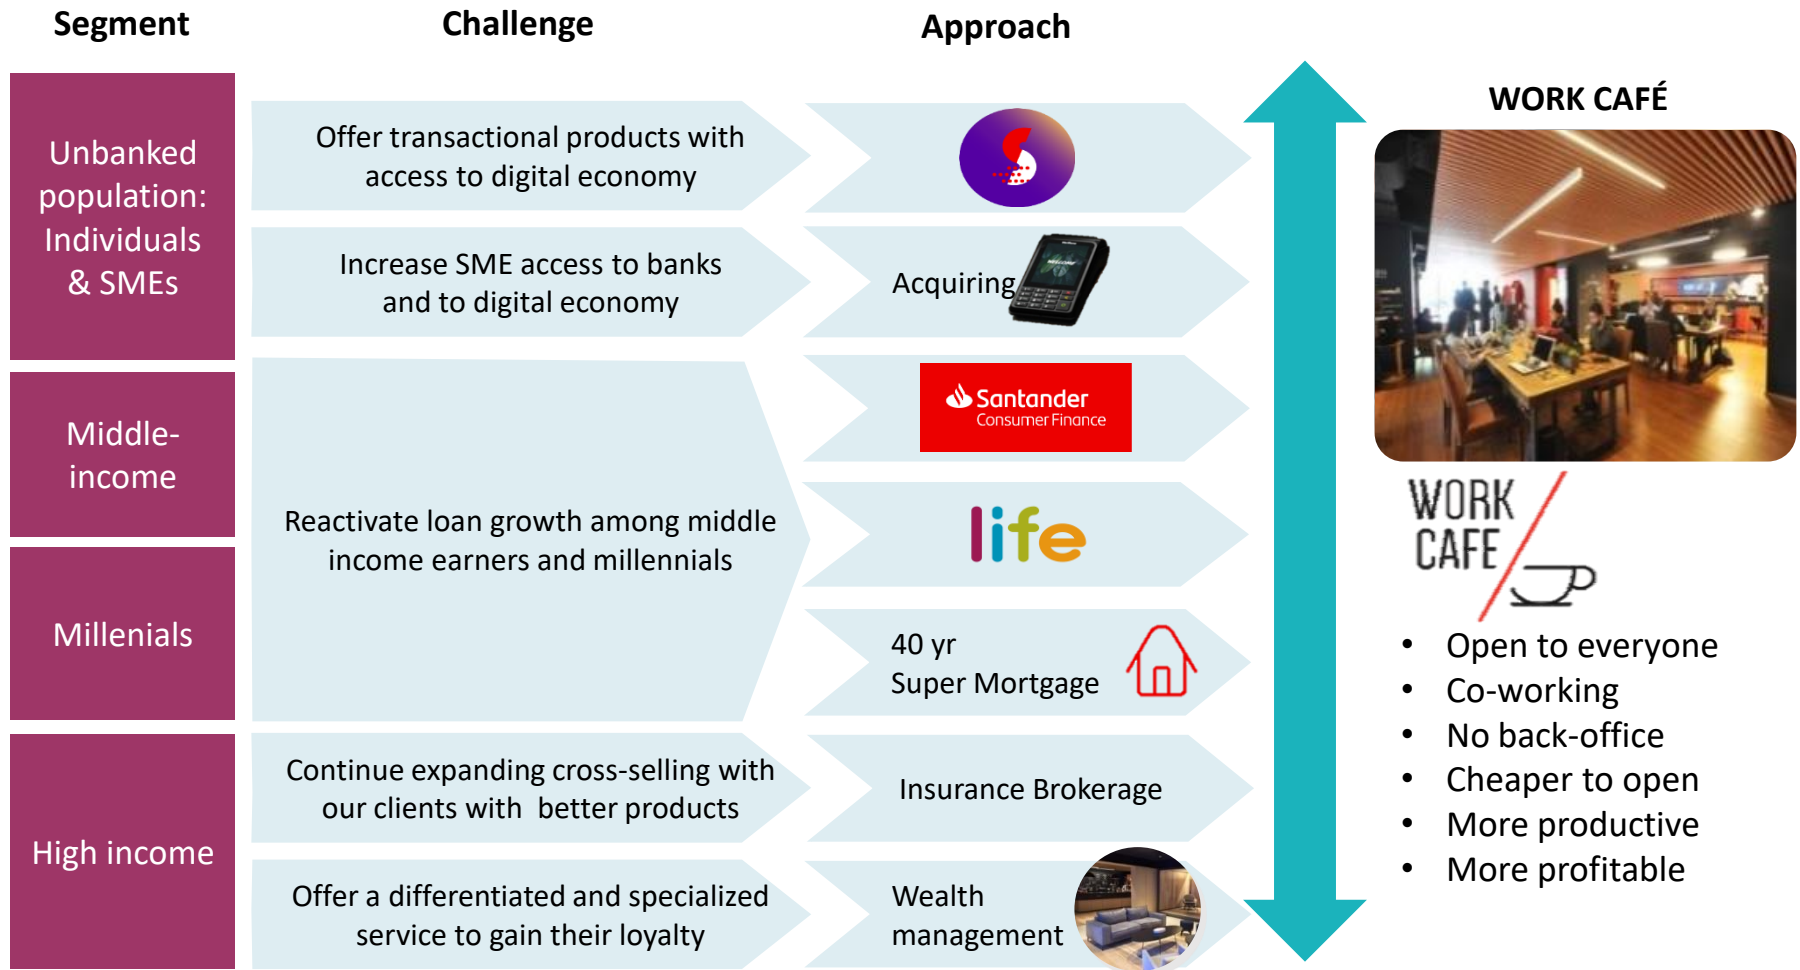 Segment
Challenge
Approach
Unbanked
population:
Individuals
& SMEs
Offer transactional products with
access to digital economy
Increase SME access to banks
and to digital economy
Acquiring
WELCOME
Middle-
income
Millenials
Reactivate loan growth among middle
income earners and millennials
Santander
Consumer Finance
life
40 yr
Super Mortgage
High income
Continue expanding cross-selling with
our clients with  better products
Insurance Brokerage
Offer a differentiated and specialized
service to gain their loyalty
Wealth
management
WORK CAFÉ
WORK
CAFE
• Open to everyone
• Co-working
• No back-office
• Cheaper to open
• More productive
• More profitable